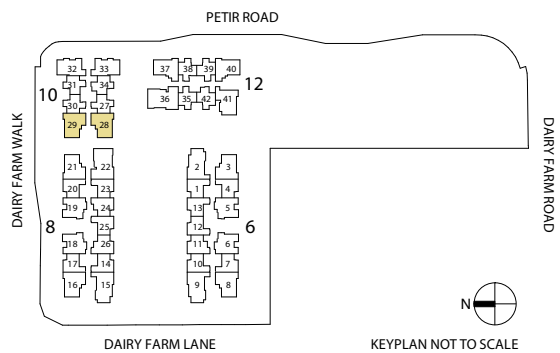 PETIR ROAD
32 33 37 38 39 40
31 34
10 12
30 27 36 35 42 41
29 28
DAIRY FARM WALK
DAIRY FARM ROAD
21 22 2 3
20 23 1 4
19 24 13 5
8 25 12 6
18 26 11 6
17 14 10 7
16 15 9 8
N
DAIRY FARM LANE
KEYPLAN NOT TO SCALE